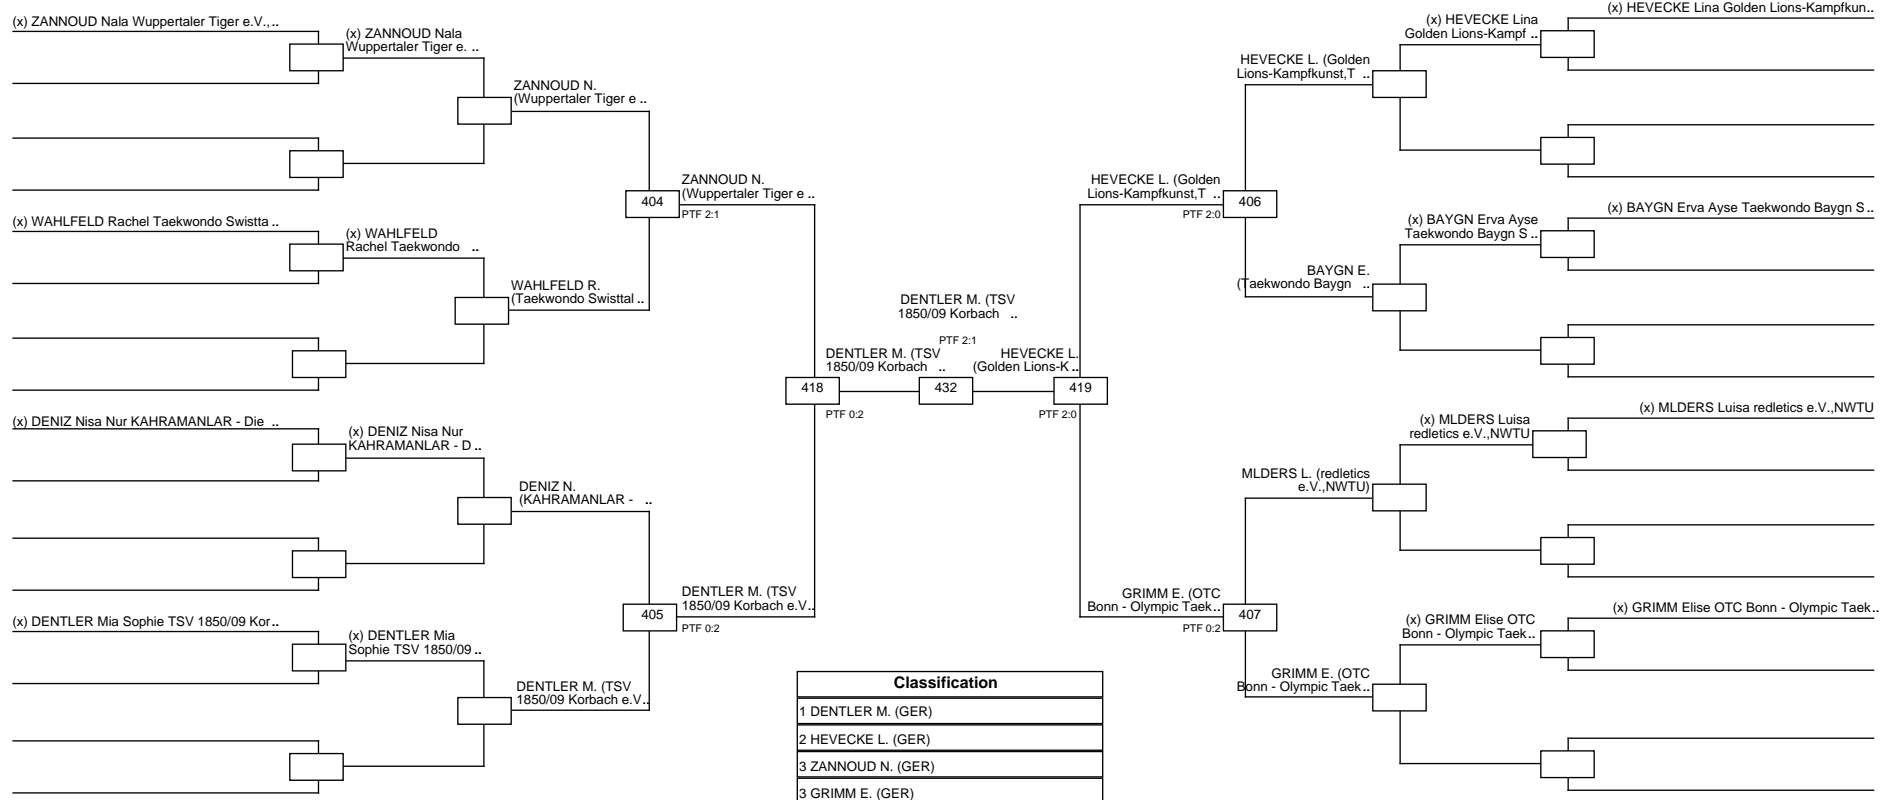 (x) ZANNOUD Nala Wuppertaler Tiger e.V.,..
(x) ZANNOUD Nala
Wuppertaler Tiger e. ..
ZANNOUD N.
(Wuppertaler Tiger e ..
404
ZANNOUD N.
(Wuppertaler Tiger e ..
PTF 2:1
(x) WAHLFELD Rachel Taekwondo Swistta ..
(x) WAHLFELD
Rachel Taekwondo ..
WAHLFELD R.
(Taekwondo Swisttal ..
(x) DENIZ Nisa Nur KAHRAMANLAR - Die ..
(x) DENIZ Nisa Nur
KAHRAMANLAR - D ..
DENIZ N.
(KAHRAMANLAR - ..
405
DENTLER M. (TSV
1850/09 Korbach e.V..
PTF 0:2
(x) DENTLER Mia Sophie TSV 1850/09 Kor..
(x) DENTLER Mia
Sophie TSV 1850/09 ..
DENTLER M. (TSV
1850/09 Korbach e.V..
DENTLER M. (TSV
1850/09 Korbach ..
PTF 2:1
418
DENTLER M. (TSV
1850/09 Korbach ..
PTF 0:2
432
HEVECKE L.
(Golden Lions-K ..
419
PTF 2:0
(x) HEVECKE Lina Golden Lions-Kampfkun..
(x) HEVECKE Lina
Golden Lions-Kampf ..
HEVECKE L. (Golden
Lions-Kampfkunst,T ..
HEVECKE L. (Golden
Lions-Kampfkunst,T ..
406
PTF 2:0
(x) BAYGN Erva Ayse Taekwondo Baygn S ..
(x) BAYGN Erva Ayse
Taekwondo Baygn S ..
BAYGN E.
(Taekwondo Baygn ..
(x) MLDERS Luisa redletics e.V.,NWTU
(x) MLDERS Luisa
redletics e.V.,NWTU
MLDERS L. (redletics
e.V.,NWTU)
GRIMM E. (OTC
Bonn - Olympic Taek..
407
PTF 0:2
(x) GRIMM Elise OTC Bonn - Olympic Taek..
(x) GRIMM Elise OTC
Bonn - Olympic Taek..
GRIMM E. (OTC
Bonn - Olympic Taek..
Classification
1 DENTLER M. (GER)
2 HEVECKE L. (GER)
3 ZANNOUD N. (GER)
3 GRIMM E. (GER)